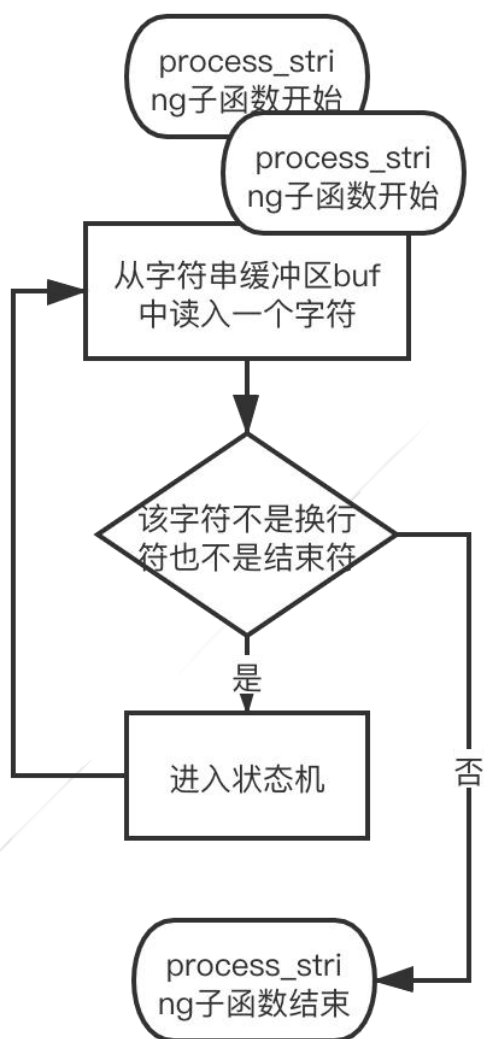 process_stri
ng子函数开始
process_stri
ng子函数开始
从字符串缓冲区buf
中读入一个字符
该字符不是换行
符也不是结束符
是
进入状态机
否
process_stri
ng子函数结束